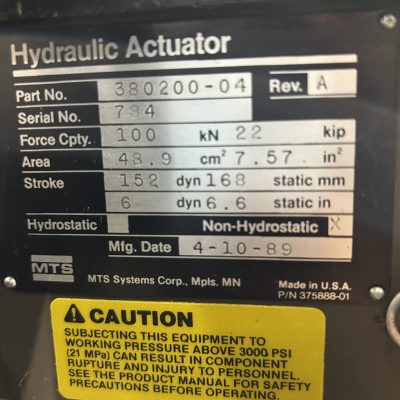 Hydraulic Actuator
Part No. 380200-04 Rev. A
Serial No. 784
Force Cpty. 100 kN 22 kip
Area 48.9 cm² 7.57 in²
Stroke 152 dyn 168 static mm
6 dyn 6.6 static in
Hydrostatic Non-Hydrostatic X
Mfg. Date 4-10-89
MTS
MTS Systems Corp., Mpls. MN
Made in U.S.A.
P/N 375888-01
CAUTION
SUBJECTING THIS EQUIPMENT TO
WORKING PRESSURE ABOVE 3000 PSI
(21 MPa) CAN RESULT IN COMPONENT
RUPTURE AND INJURY TO PERSONNEL.
SEE THE PRODUCT MANUAL FOR SAFETY
PRECAUTIONS BEFORE OPERATING.